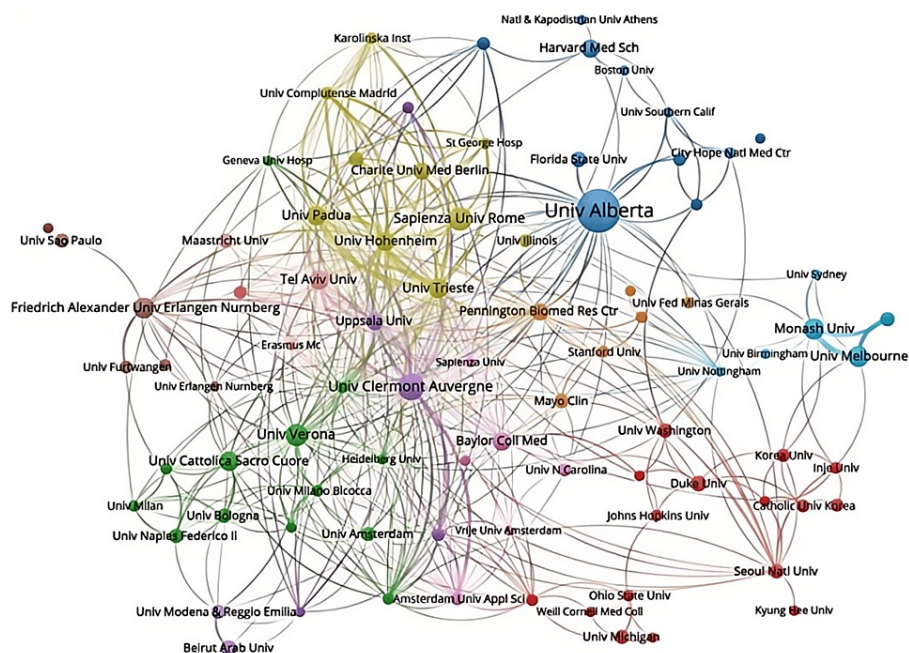 Natl & Kapodistrian Univ Athens
Karolinska Inst
Harvard Med Sch
Boston Univ
Univ Complutense Madrid
Univ Southern Calif
St George Hosp
Geneva Univ Hosp
Charite Univ Med Berlin
Florida State Univ
City Hope Natl Med Ctr
Univ Padua
Sapienza Univ Rome
Univ Alberta
Univ Sao Paulo
Maastricht Univ
Univ Hohenheim
Univ Illinois
Tel Aviv Univ
Univ Trieste
Univ Sydney
Friedrich Alexander Univ Erlangen Nurnberg
Pennington Biomed Res Ctr
Univ Fed Minas Gerais
Uppsala Univ
Monash Univ
Erasmus Mc
Sapienza Univ
Stanford Univ
Univ Birmingham
Univ Melbourne
Univ Furtwangen
Univ Nottingham
Univ Erlangen Nurnberg
Univ Clermont Auvergne
Mayo Clin
Univ Verona
Baylor Coll Med
Univ Washington
Univ Cattolica Sacro Cuore
Heidelberg Univ
Univ N Carolina
Korea Univ
Inje Univ
Univ Milano Bicocca
Duke Univ
Univ Milan
Univ Bologna
Catholic Univ Korea
Johns Hopkins Univ
Univ Naples Federico Ii
Univ Amsterdam
Vrije Univ Amsterdam
Seoul Natl Univ
Amsterdam Univ Appl Sci
Ohio State Univ
Univ Modena & Reggio Emilia
Weill Cornell Med Coll
Kyung Hee Univ
Univ Michigan
Beirut Arab Univ